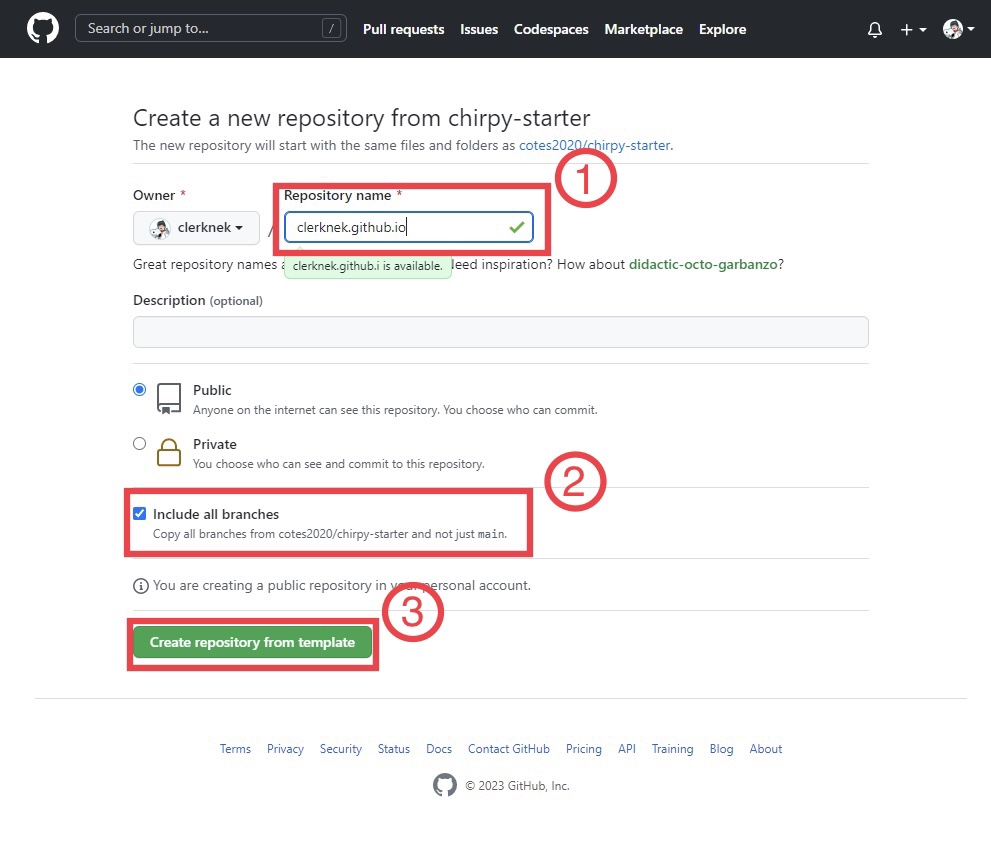 Search or jump to... / Pull requests Issues Codespaces Marketplace Explore
Create a new repository from chirpy-starter
The new repository will start with the same files and folders as cotes2020/chirpy-starter.
1
Owner * Repository name *
clerknek / clerknek.github.io
Great repository names Need inspiration? How about didactic-octo-garbanzo?
clerknek.github.i is available.
Description (optional)
Public
Anyone on the internet can see this repository. You choose who can commit.
Private
You choose who can see and commit to this repository.
2
Include all branches
Copy all branches from cotes2020/chirpy-starter and not just main.
You are creating a public repository in your personal account.
3
Create repository from template
Terms Privacy Security Status Docs Contact GitHub Pricing API Training Blog About
© 2023 GitHub, Inc.